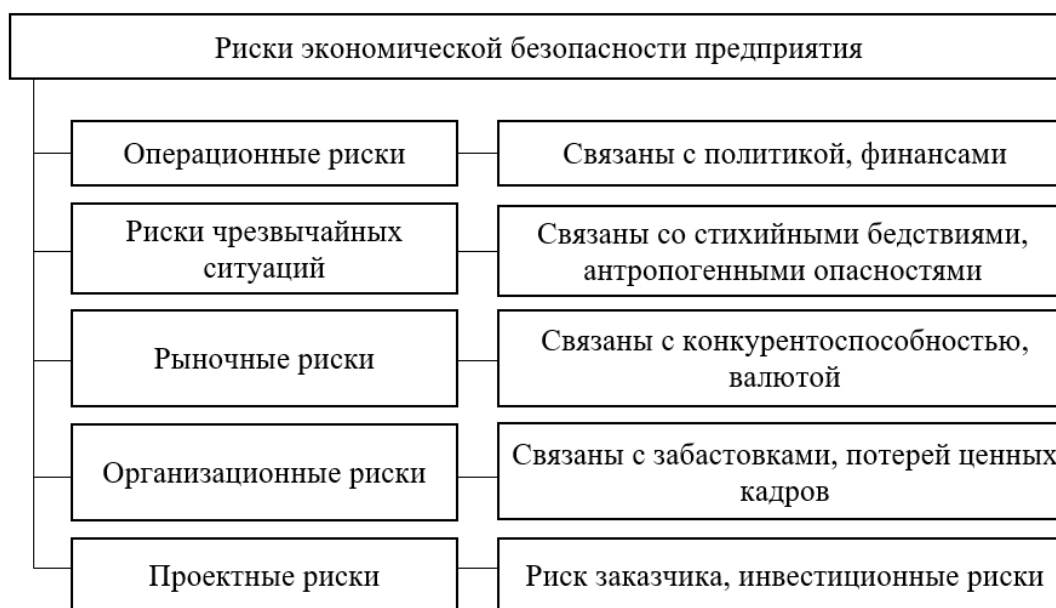 Риски экономической безопасности предприятия
Операционные риски
Связаны с политикой, финансами
Риски чрезвычайных
ситуаций
Связаны со стихийными бедствиями,
антропогенными опасностями
Рыночные риски
Связаны с конкурентоспособностью,
валютой
Организационные риски
Связаны с забастовками, потерей ценных
кадров
Проектные риски
Риск заказчика, инвестиционные риски